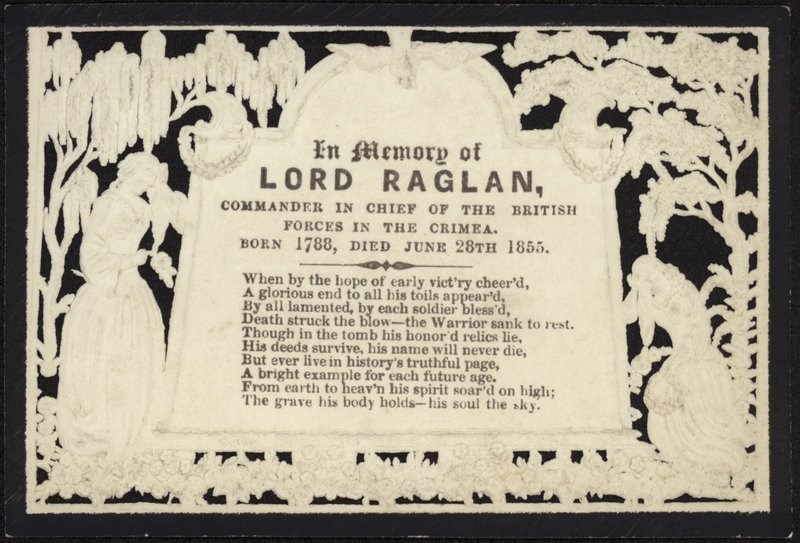 In Memory of
LORD RAGLAN,
COMMANDER IN CHIEF OF THE BRITISH
FORCES IN THE CRIMEA.
BORN 1788, DIED JUNE 28TH 1855.
When by the hope of early vict'ry cheer'd,
A glorious end to all his toils appear'd,
By all lamented, by each soldier bless'd,
Death struck the blow—the Warrior sank to rest.
Though in the tomb his honor'd relics lie,
His deeds survive, his name will never die,
But ever live in history's truthful page,
A bright example for each future age.
From earth to heav'n his spirit soar'd on high;
The grave his body holds—his soul the sky.